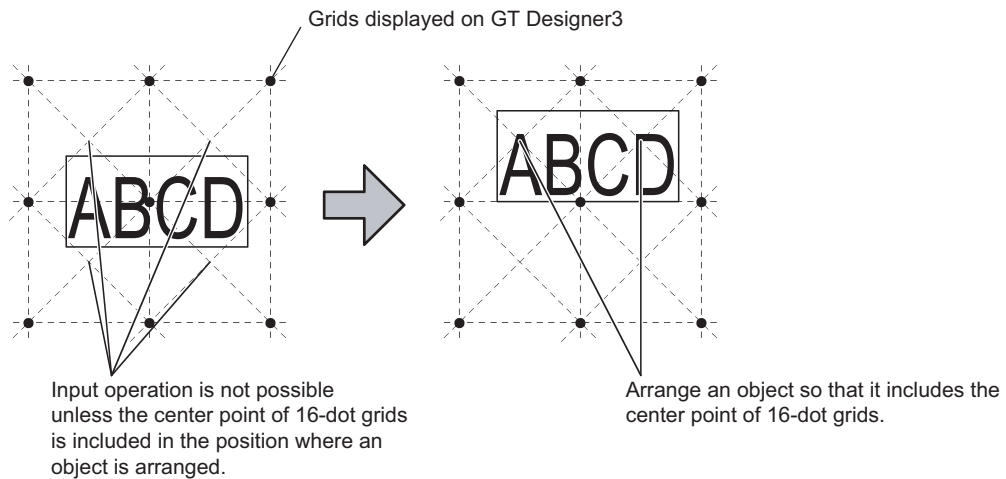 Grids displayed on GT Designer3
ABCD
ABCD
Input operation is not possible
unless the center point of 16-dot grids
is included in the position where an
object is arranged.
Arrange an object so that it includes the
center point of 16-dot grids.